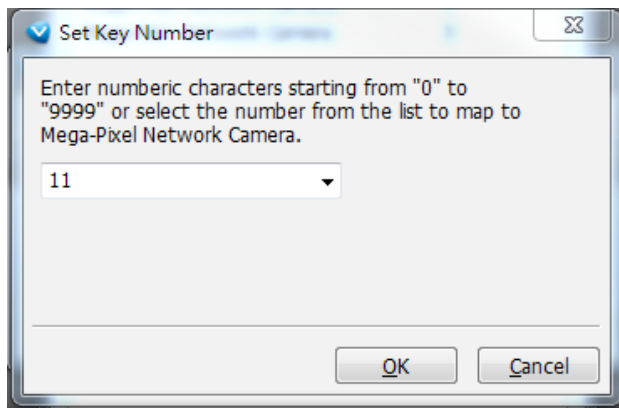 Set Key Number
Enter numberic characters starting from "0" to
"9999" or select the number from the list to map to
Mega-Pixel Network Camera.
11
OK
Cancel